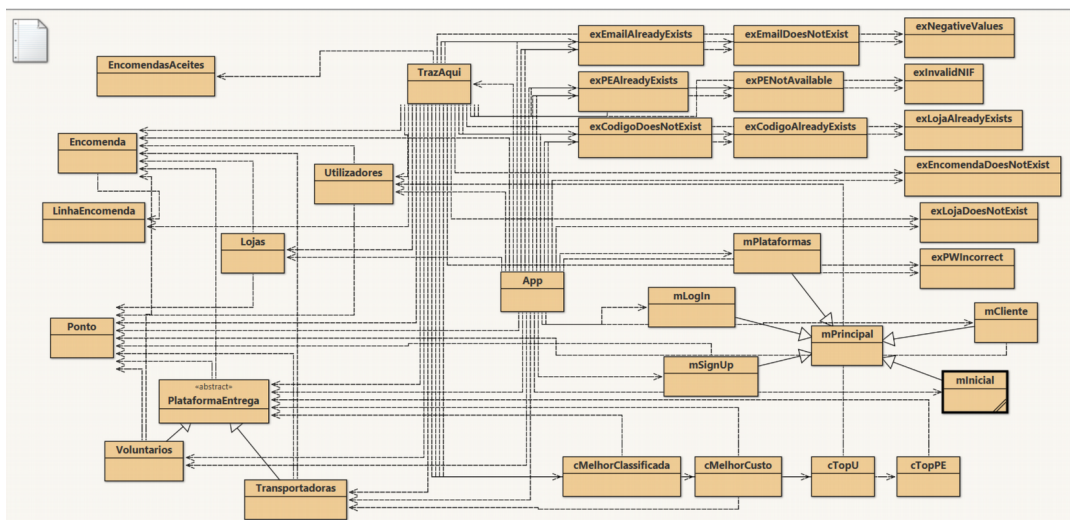 exEmailAlreadyExists
exEmailDoesNotExist
exNegativeValues
EncomendasAceites
TrazAqui
exPEAlreadyExists
exPENotAvailable
exInvalidNIF
exCodigoDoesNotExist
exCodigoAlreadyExists
exLojaAlreadyExists
Encomenda
Utilizadores
exEncomendaDoesNotExist
LinhaEncomenda
exLojaDoesNotExist
Lojas
mPlataformas
exPWIncorrect
App
mLogIn
mCliente
Ponto
mPrincipal
mSignUp
mInicial
«abstract»
PlataformaEntrega
Voluntarios
cMelhorClassificada
cMelhorCusto
cTopU
cTopPE
Transportadoras